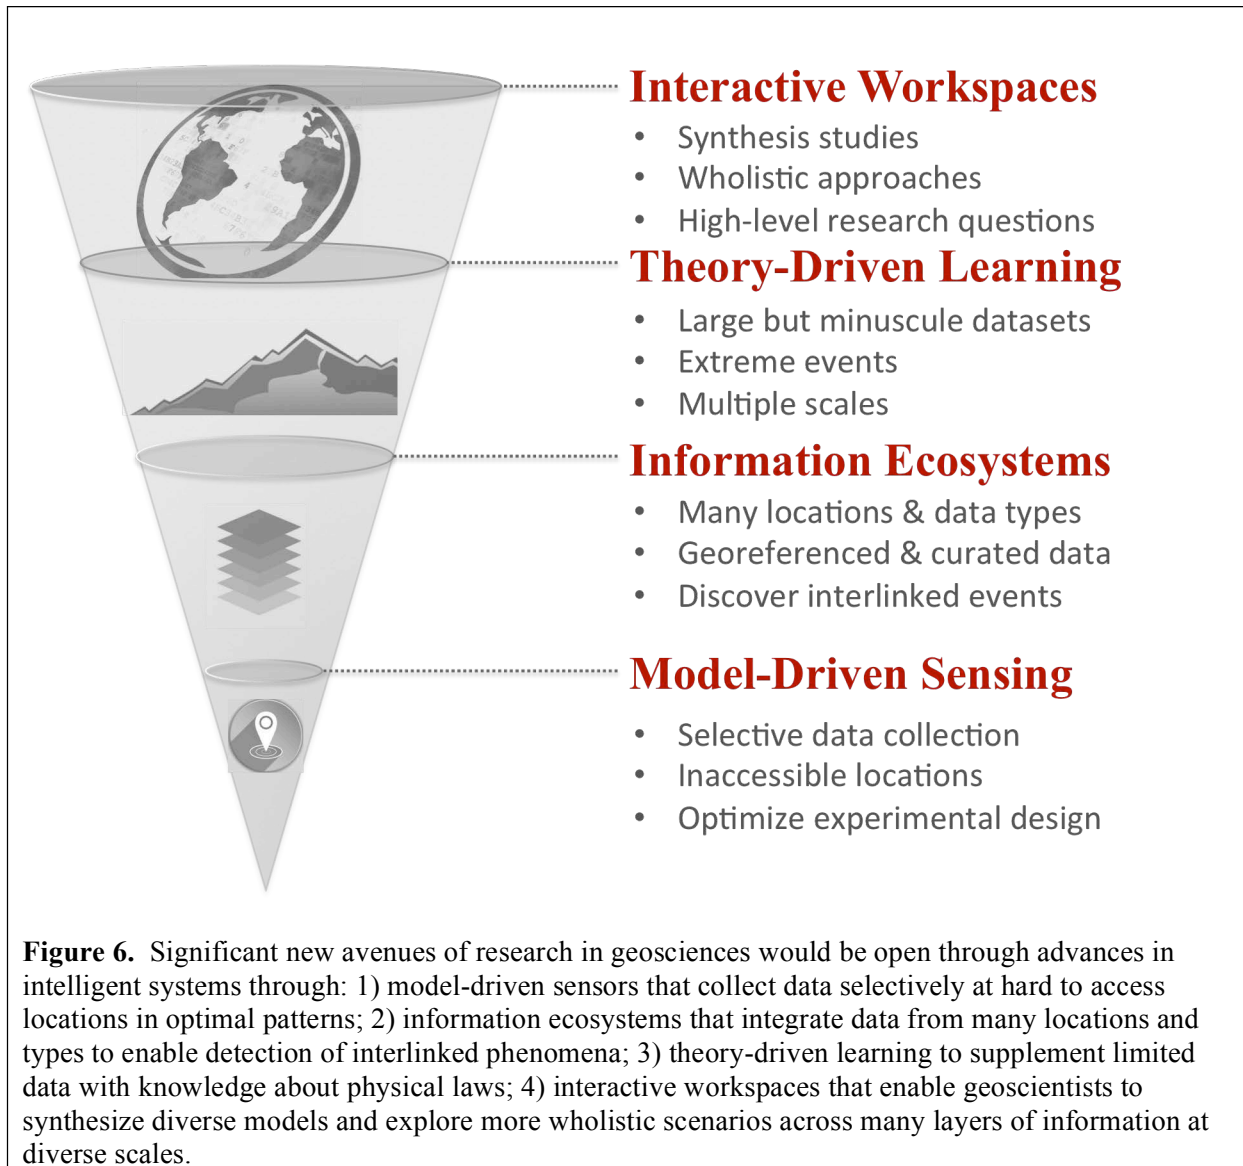 Interactive Workspaces
• Synthesis studies
• Wholistic approaches
• High-level research questions
Theory-Driven Learning
• Large but minuscule datasets
• Extreme events
• Multiple scales
Information Ecosystems
• Many locations & data types
• Georeferenced & curated data
• Discover interlinked events
Model-Driven Sensing
• Selective data collection
• Inaccessible locations
• Optimize experimental design
Figure 6. Significant new avenues of research in geosciences would be open through advances in
intelligent systems through: 1) model-driven sensors that collect data selectively at hard to access
locations in optimal patterns; 2) information ecosystems that integrate data from many locations and
types to enable detection of interlinked phenomena; 3) theory-driven learning to supplement limited
data with knowledge about physical laws; 4) interactive workspaces that enable geoscientists to
synthesize diverse models and explore more wholistic scenarios across many layers of information at
diverse scales.